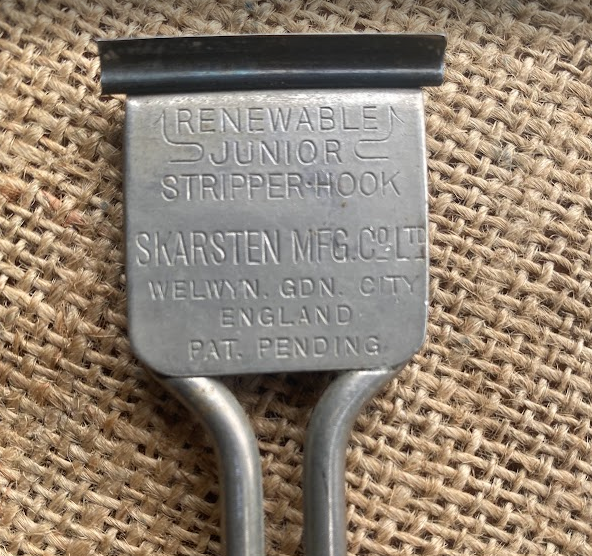 RENEWABLE
JUNIOR
STRIPPER·HOOK
SKARSTEN MFG. Cº. LTD
WELWYN. GDN. CITY
ENGLAND
PAT. PENDING